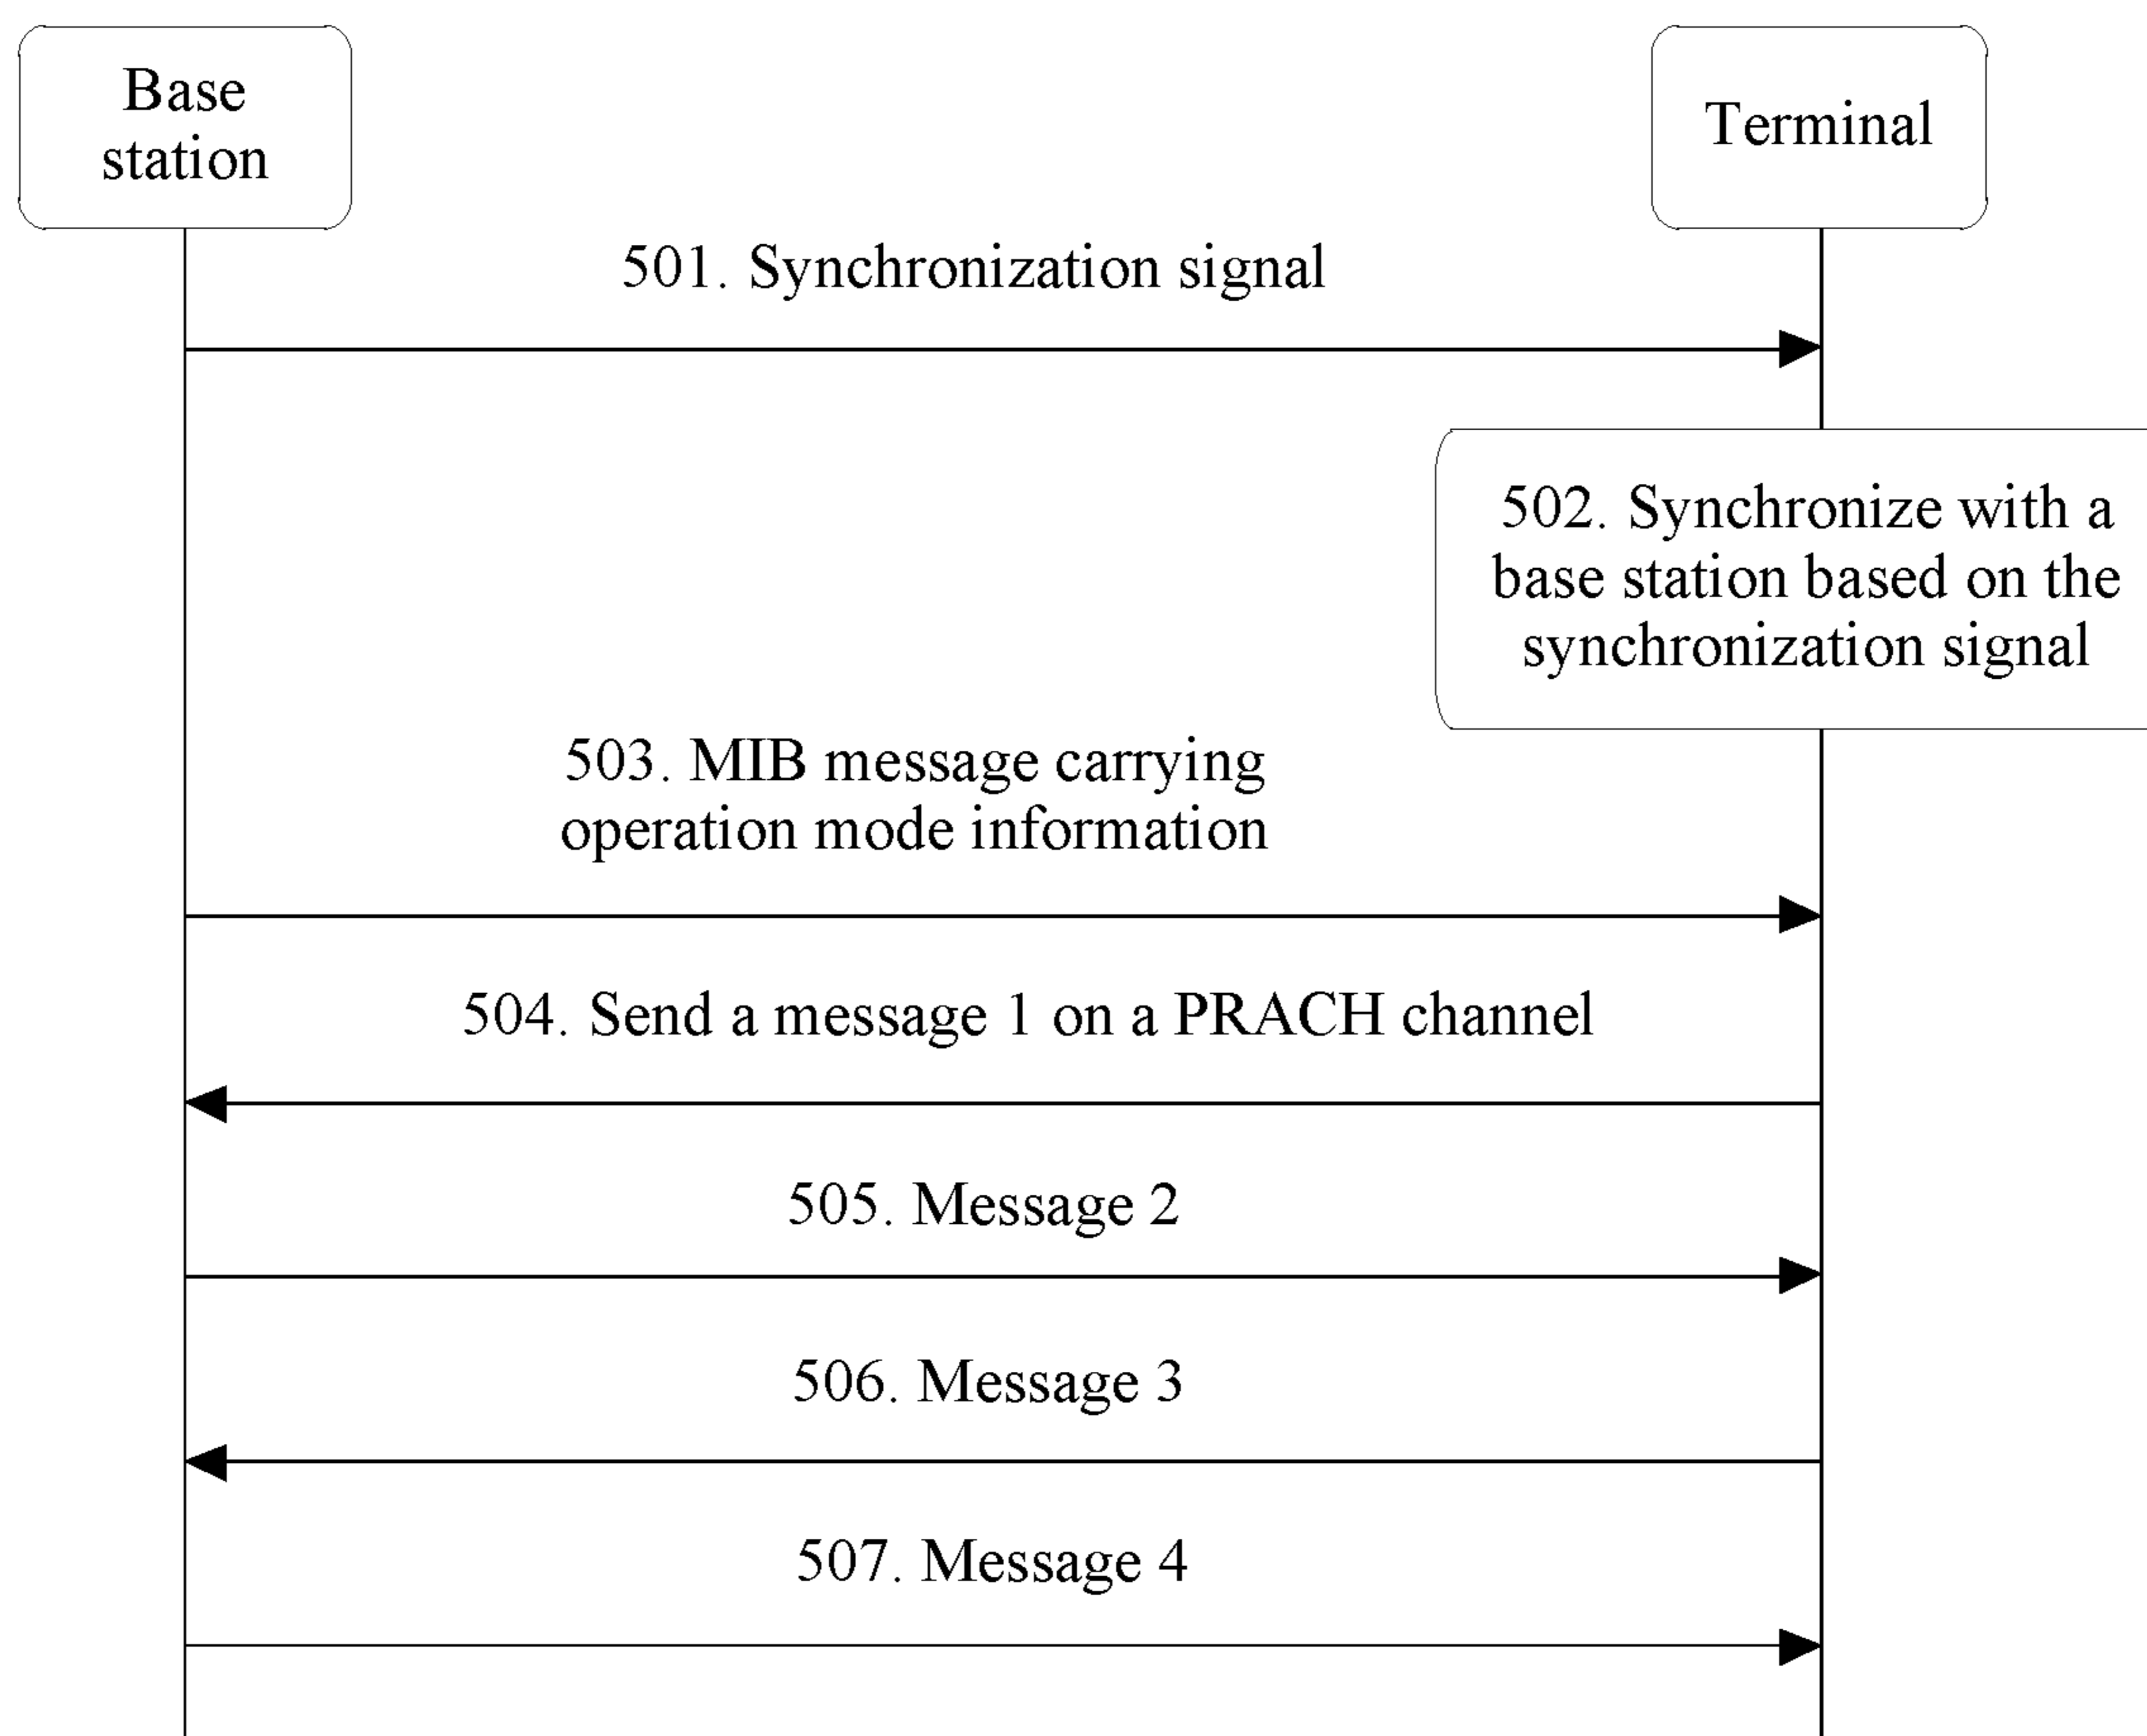 Base
station
Terminal
501. Synchronization signal
502. Synchronize with a
base station based on the
synchronization signal
503. MIB message carrying
operation mode information
504. Send a message 1 on a PRACH channel
505. Message 2
506. Message 3
507. Message 4